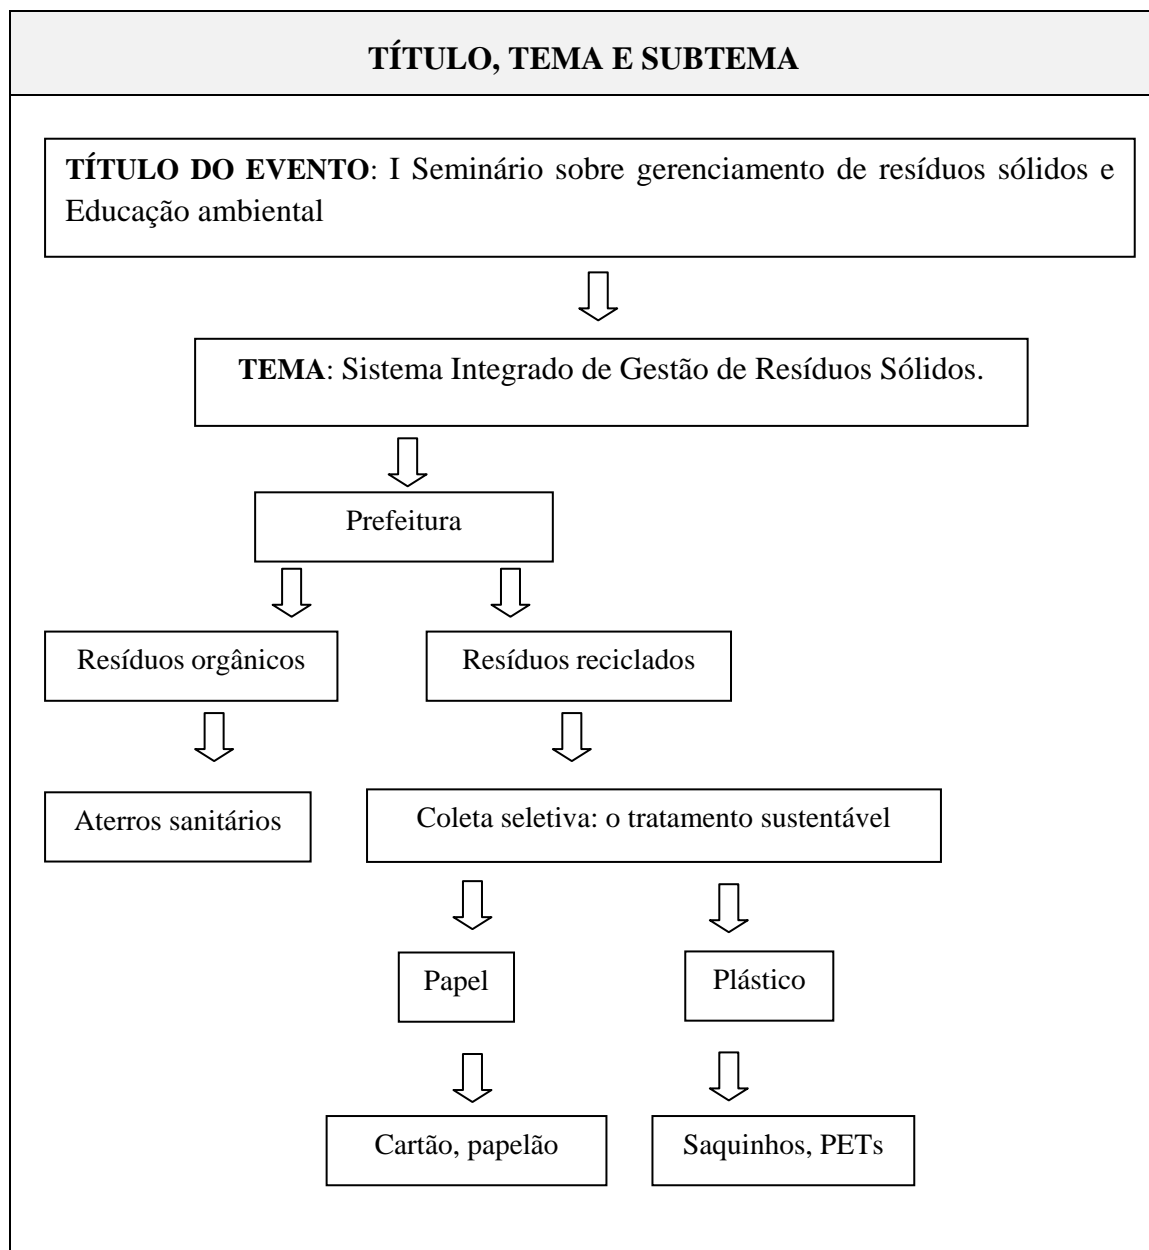 TÍTULO, TEMA E SUBTEMA
TÍTULO DO EVENTO: I Seminário sobre gerenciamento de resíduos sólidos e
Educação ambiental
TEMA: Sistema Integrado de Gestão de Resíduos Sólidos.
Prefeitura
Resíduos orgânicos
Resíduos reciclados
Aterros sanitários
Coleta seletiva: o tratamento sustentável
Papel
Plástico
Cartão, papelão
Saquinhos, PETs